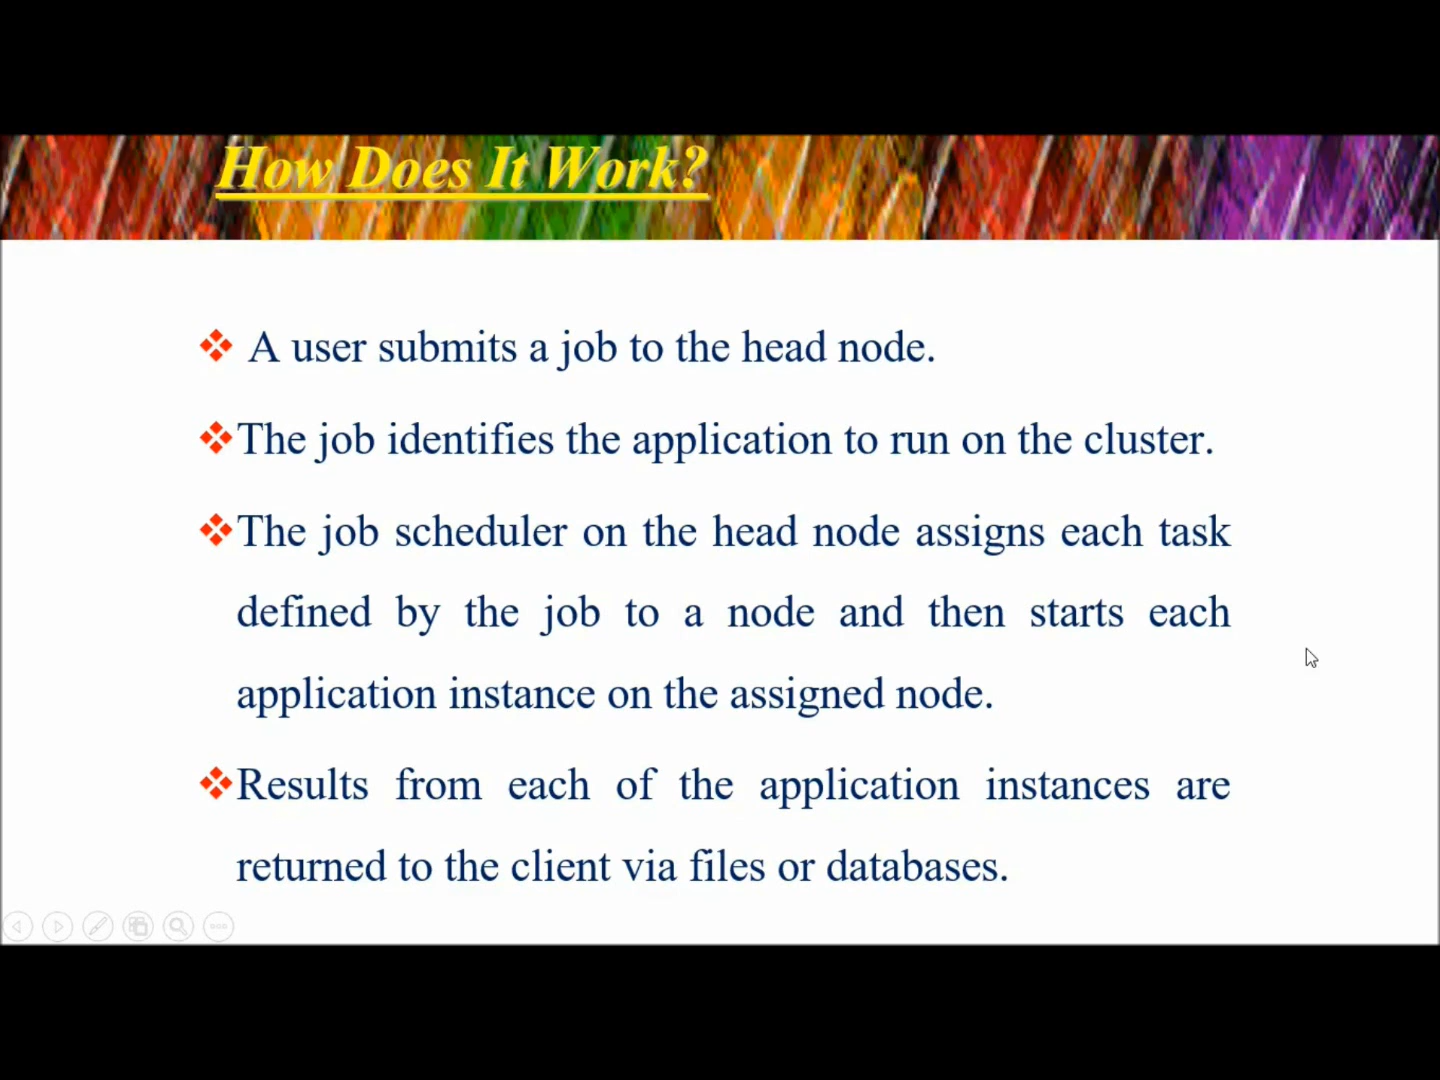 How Does It Work?
❖ A user submits a job to the head node.
❖ The job identifies the application to run on the cluster.
❖ The job scheduler on the head node assigns each task
defined by the job to a node and then starts each
application instance on the assigned node.
❖ Results from each of the application instances are
returned to the client via files or databases.